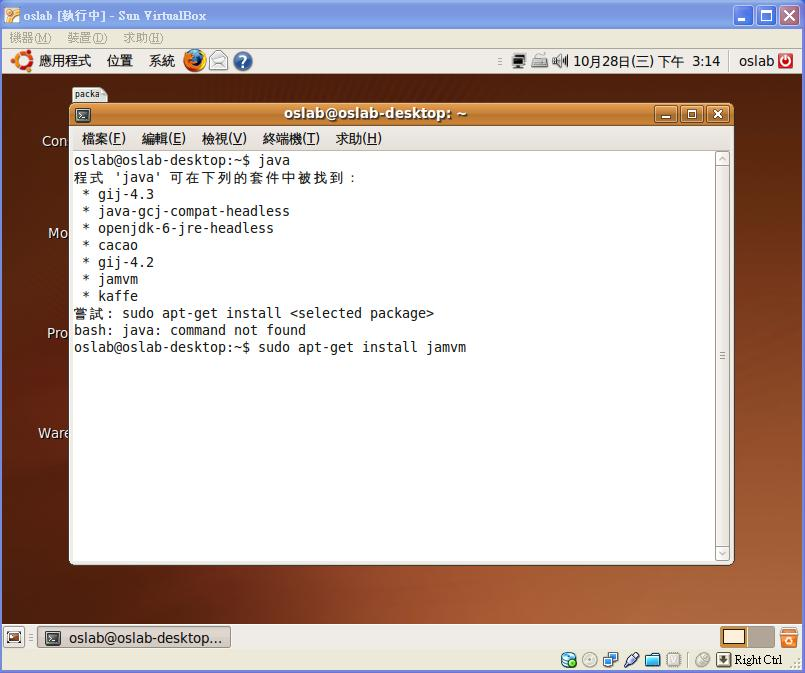 oslab [執行中] - Sun VirtualBox
機器(M) 裝置(D) 求助(H)
應用程式 位置 系統 10月28日(三) 下午 3:14 oslab
packa
oslab@oslab-desktop: ~
檔案(F) 編輯(E) 檢視(V) 終端機(T) 求助(H)
oslab@oslab-desktop:~$ java
程式 'java' 可在下列的套件中被找到：
* gij-4.3
* java-gcj-compat-headless
* openjdk-6-jre-headless
* cacao
* gij-4.2
* jamvm
* kaffe
嘗試: sudo apt-get install <selected package>
bash: java: command not found
oslab@oslab-desktop:~$ sudo apt-get install jamvm
Con
Mo
Pro
Ware
oslab@oslab-desktop...
Right Ctrl